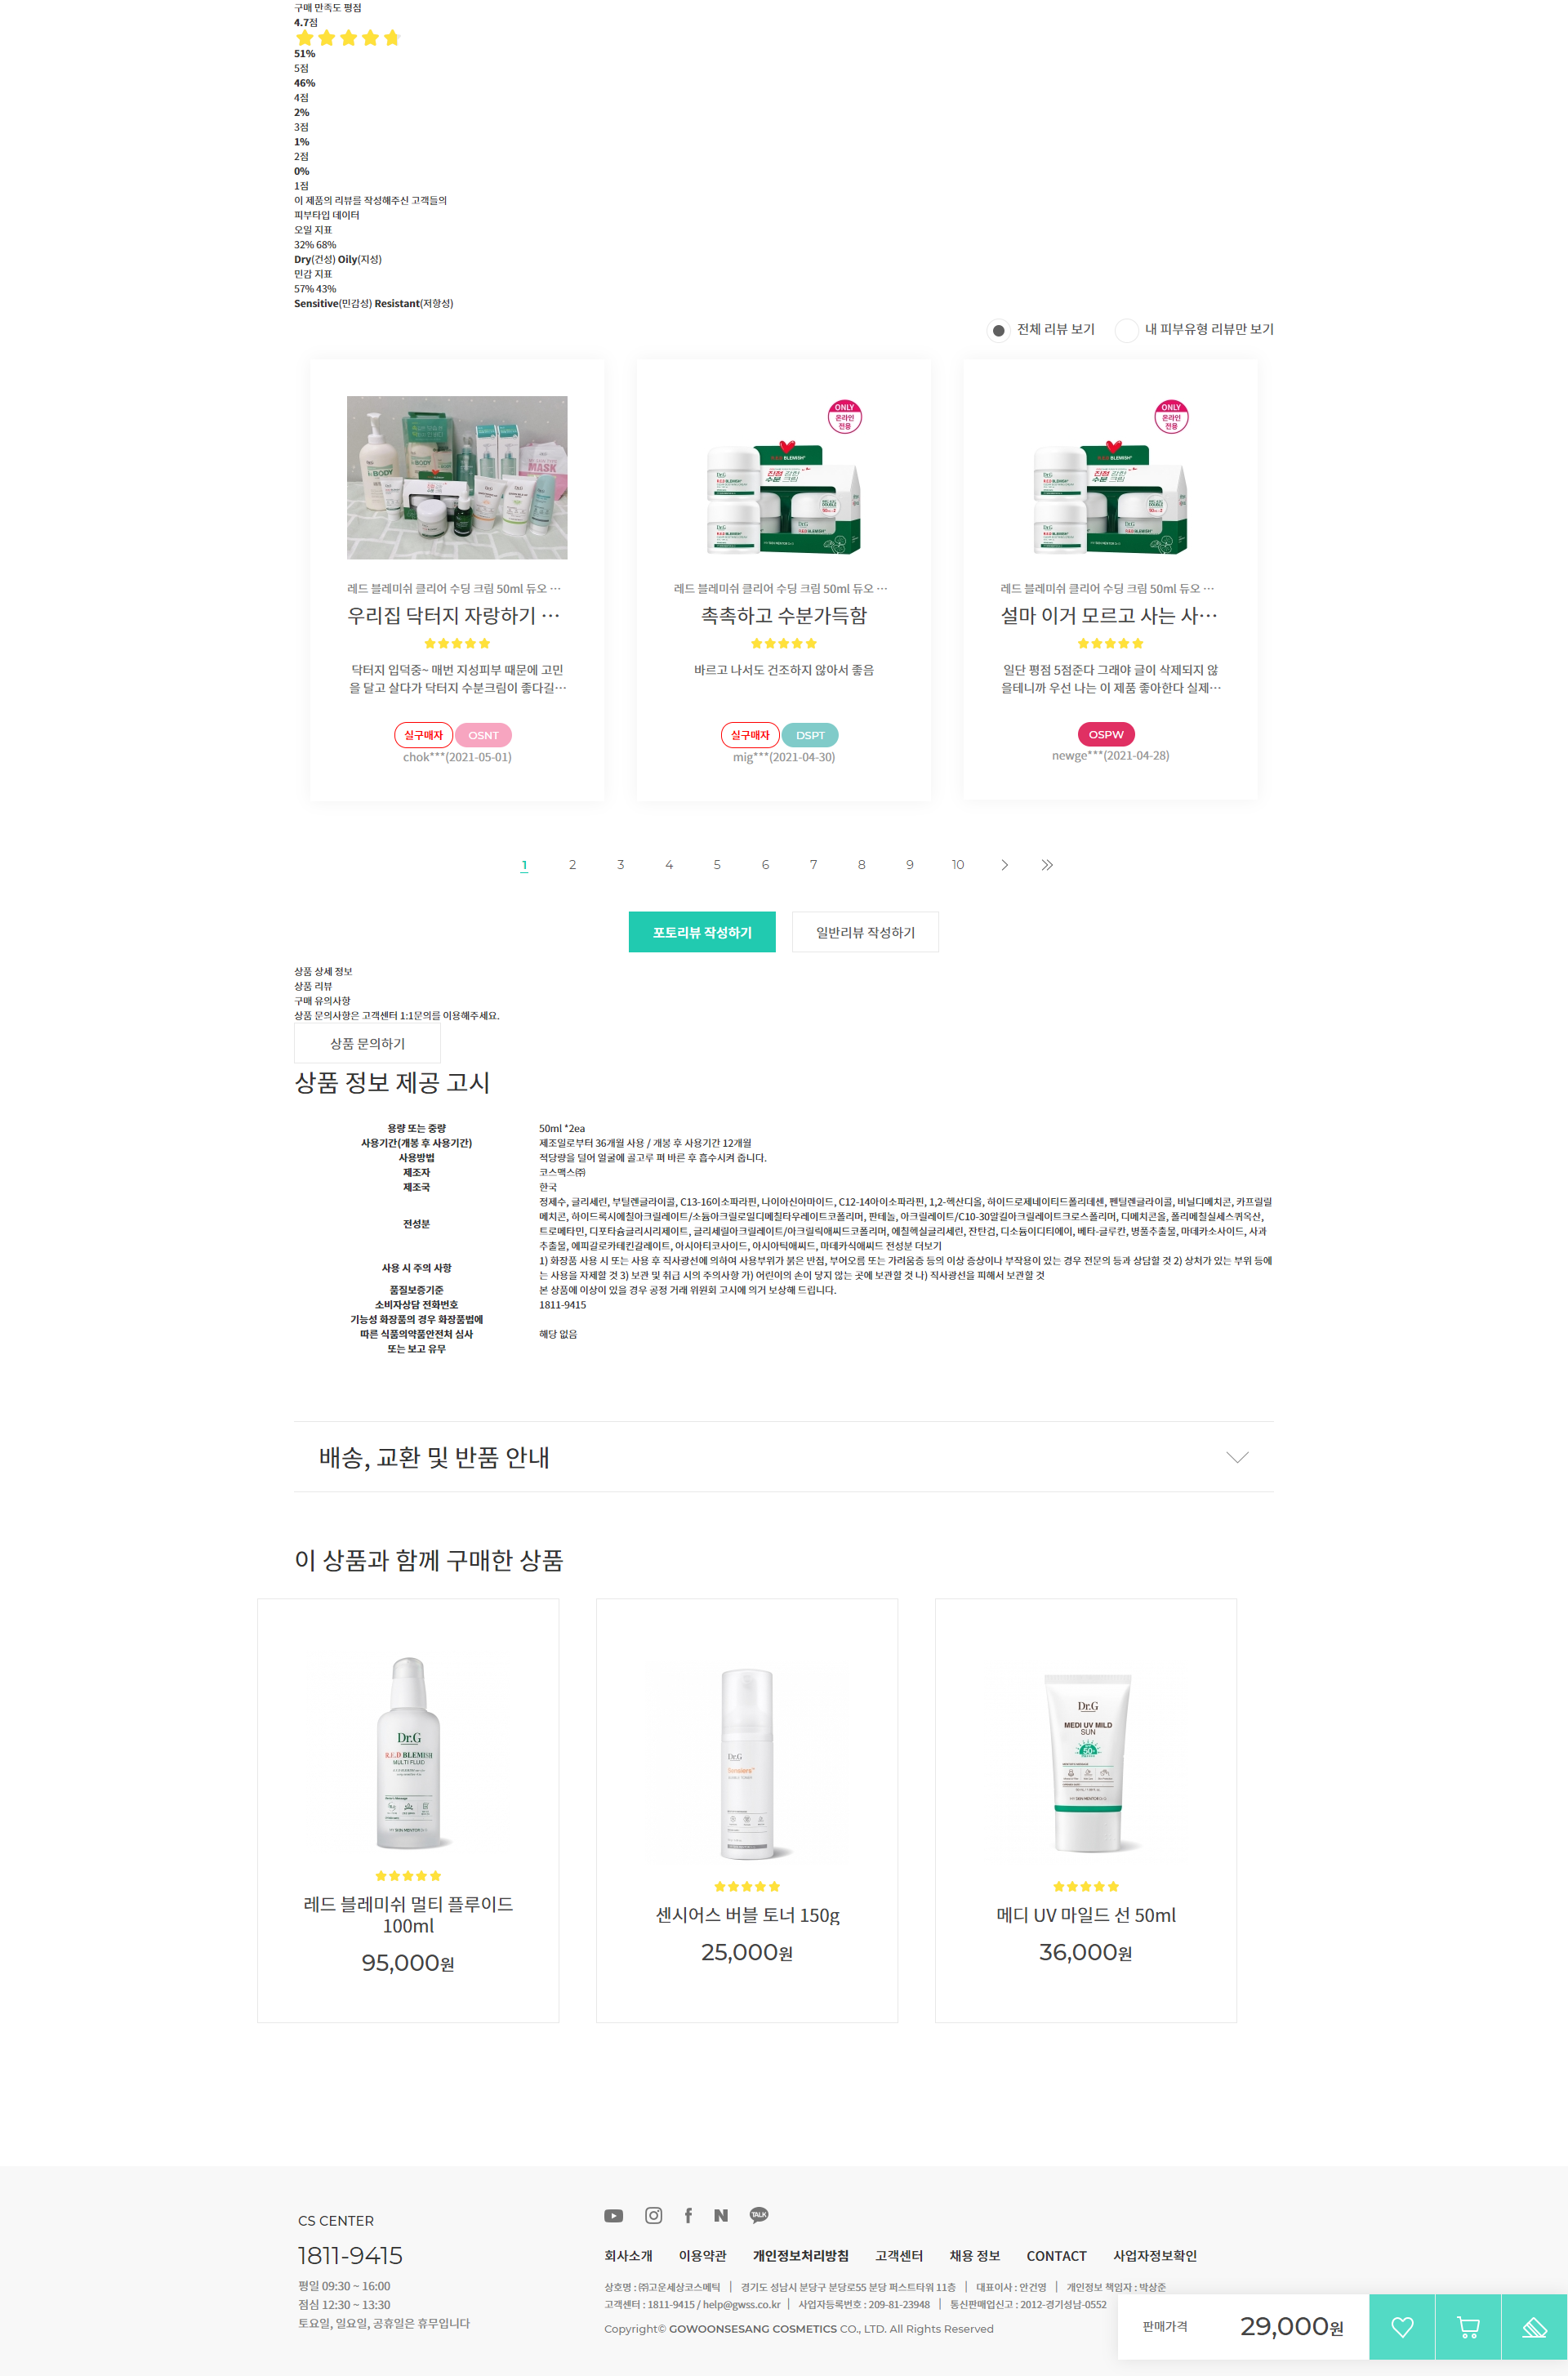 구매 만족도 평점
4.7점
51%
5점
46%
4점
2%
3점
1%
2점
0%
1점
이 제품의 리뷰를 작성해주신 고객들의
피부타입 데이터
오일 지표
32% 68%
Dry(건성) Oily(지성)
민감 지표
57% 43%
Sensitive(민감성) Resistant(저항성)
전체 리뷰 보기 내 피부유형 리뷰만 보기
레드 블레미쉬 클리어 수딩 크림 50ml 듀오 …
우리집 닥터지 자랑하기 …
닥터지 입덕중~ 매번 지성피부 때문에 고민
을 달고 살다가 닥터지 수분크림이 좋다길…
실구매자 OSNT
chok***(2021-05-01)
ONLY
온라인
전용
레드 블레미쉬 클리어 수딩 크림 50ml 듀오 …
촉촉하고 수분가득함
바르고 나서도 건조하지 않아서 좋음
실구매자 DSPT
mig***(2021-04-30)
ONLY
온라인
전용
레드 블레미쉬 클리어 수딩 크림 50ml 듀오 …
설마 이거 모르고 사는 사…
일단 평점 5점준다 그래야 글이 삭제되지 않
을테니까 우선 나는 이 제품 좋아한다 실제…
OSPW
newge***(2021-04-28)
1 2 3 4 5 6 7 8 9 10
포토리뷰 작성하기 일반리뷰 작성하기
상품 상세 정보
상품 리뷰
구매 유의사항
상품 문의사항은 고객센터 1:1문의를 이용해주세요.
상품 문의하기
상품 정보 제공 고시
용량 또는 중량 50ml *2ea
사용기간(개봉 후 사용기간) 제조일로부터 36개월 사용 / 개봉 후 사용기간 12개월
사용방법 적당량을 덜어 얼굴에 골고루 펴 바른 후 흡수시켜 줍니다.
제조자 코스맥스㈜
제조국 한국
전성분 정제수, 글리세린, 부틸렌글라이콜, C13-16이소파라핀, 나이아신아마이드, C12-14아이소파라핀, 1,2-헥산디올, 하이드로제네이티드폴리데센, 펜틸렌글라이콜, 비닐디메치콘, 카프릴릴
메치콘, 하이드록시에칠아크릴레이트/소듐아크릴로일디메칠타우레이트코폴리머, 판테놀, 아크릴레이트/C10-30알킬아크릴레이트크로스폴리머, 디메치콘올, 폴리메칠실세스퀴옥산,
트로메타민, 디포타슘글리시리제이트, 글리세릴아크릴레이트/아크릴릭애씨드코폴리머, 에칠헥실글리세린, 잔탄검, 디소듐이디티에이, 베타-글루칸, 병풀추출물, 마데카소사이드, 사과
추출물, 에피갈로카테킨갈레이트, 아시아티코사이드, 아시아틱애씨드, 마데카식애씨드 전성분 더보기
사용 시 주의 사항 1) 화장품 사용 시 또는 사용 후 직사광선에 의하여 사용부위가 붉은 반점, 부어오름 또는 가려움증 등의 이상 증상이나 부작용이 있는 경우 전문의 등과 상담할 것 2) 상처가 있는 부위 등에
는 사용을 자제할 것 3) 보관 및 취급 시의 주의사항 가) 어린이의 손이 닿지 않는 곳에 보관할 것 나) 직사광선을 피해서 보관할 것
품질보증기준 본 상품에 이상이 있을 경우 공정 거래 위원회 고시에 의거 보상해 드립니다.
소비자상담 전화번호 1811-9415
기능성 화장품의 경우 화장품법에
따른 식품의약품안전처 심사 해당 없음
또는 보고 유무
배송, 교환 및 반품 안내
이 상품과 함께 구매한 상품
Dr.G
R.E.D BLEMISH
MULTI FLUID
레드 블레미쉬 멀티 플루이드
100ml
95,000원
Dr.G
센시어스 버블 토너 150g
25,000원
Dr.G
MEDI UV MILD
SUN
50+
메디 UV 마일드 선 50ml
36,000원
CS CENTER
1811-9415
평일 09:30 ~ 16:00
점심 12:30 ~ 13:30
토요일, 일요일, 공휴일은 휴무입니다
TALK
회사소개 이용약관 개인정보처리방침 고객센터 채용 정보 CONTACT 사업자정보확인
상호명 : ㈜고운세상코스메틱 | 경기도 성남시 분당구 분당로55 분당 퍼스트타워 11층 | 대표이사 : 안건영 | 개인정보 책임자 : 박상준
고객센터 : 1811-9415 / help@gwss.co.kr | 사업자등록번호 : 209-81-23948 | 통신판매업신고 : 2012-경기성남-0552
Copyright© GOWOONSESANG COSMETICS CO., LTD. All Rights Reserved
판매가격 29,000원